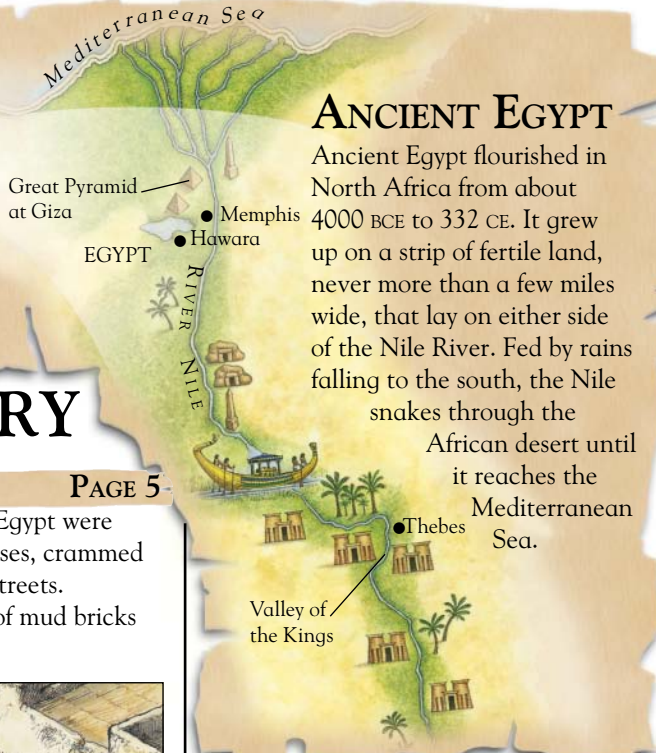 Mediterranean Sea
ANCIENT EGYPT
Ancient Egypt flourished in
North Africa from about
4000 BCE to 332 CE. It grew
up on a strip of fertile land,
never more than a few miles
wide, that lay on either side
of the Nile River. Fed by rains
falling to the south, the Nile
snakes through the
African desert until
it reaches the
Mediterranean
Sea.
Great Pyramid
at Giza
Memphis
Hawara
EGYPT
RIVER NILE
Thebes
Valley of
the Kings
RY
PAGE 5
Egypt were
ses, crammed
treets.
of mud bricks